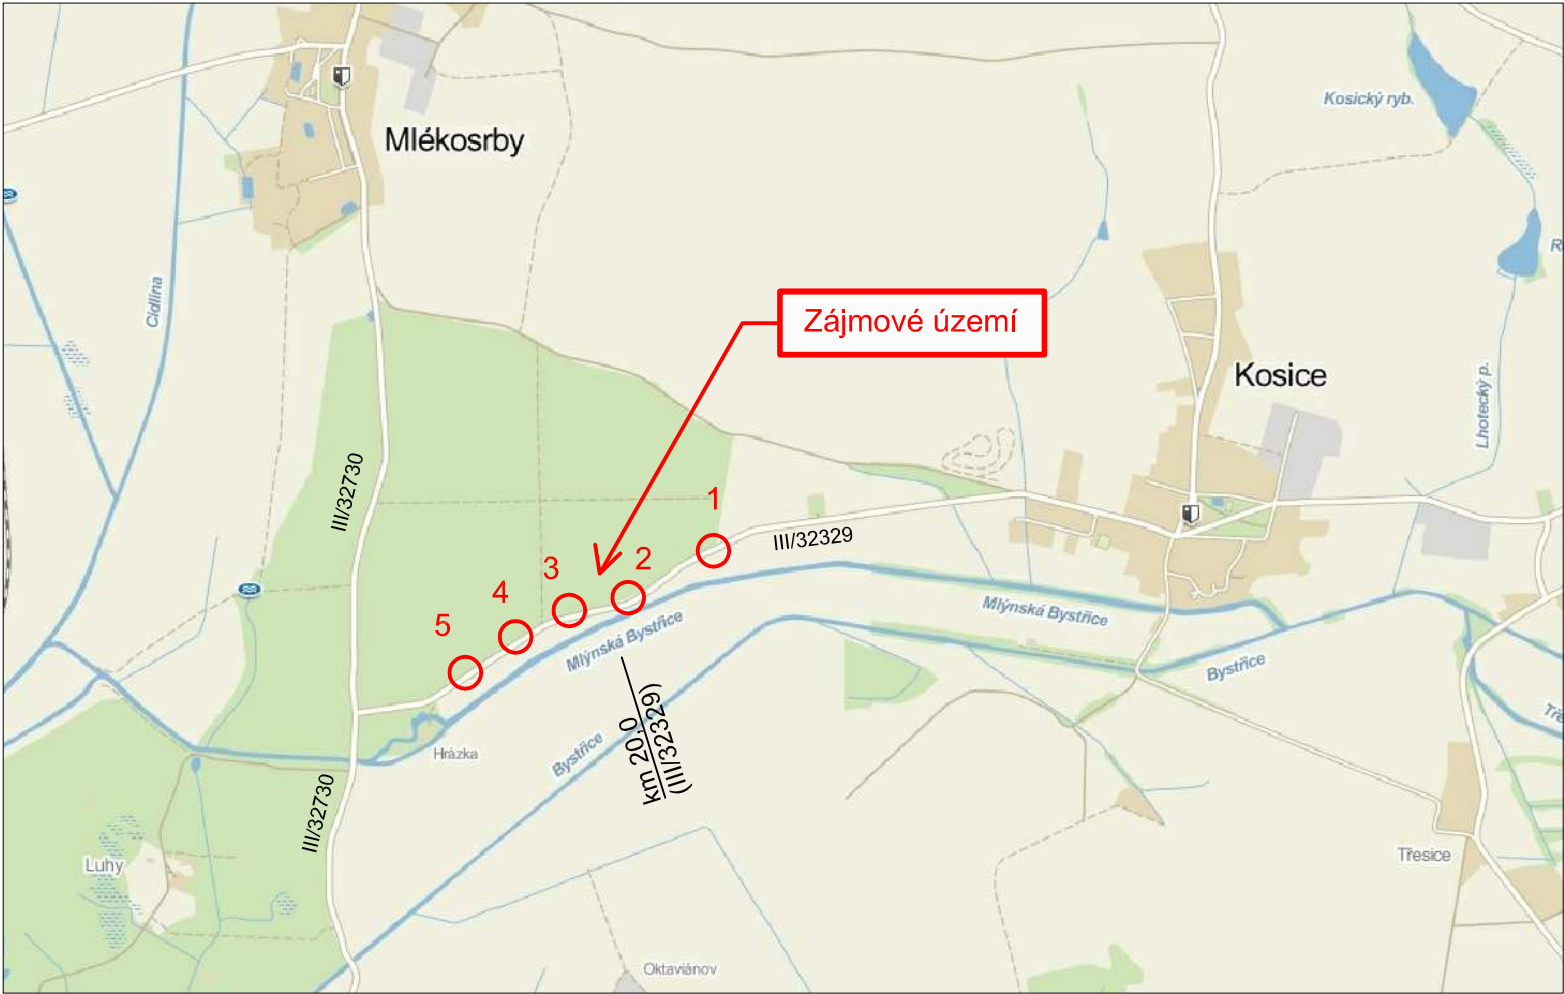 Kosický ryb.
Mlékosrby
Cidlina
Zájmové území
Kosice
Lhotecký p.
III/32730
1
III/32329
3
2
4
5
Mlýnská Bystřice
Mlýnská Bystřice
Bystřice
km 20,0
(III/32329)
Hrázka
Bystřice
III/32730
Luhy
Třesice
Oktaviánov